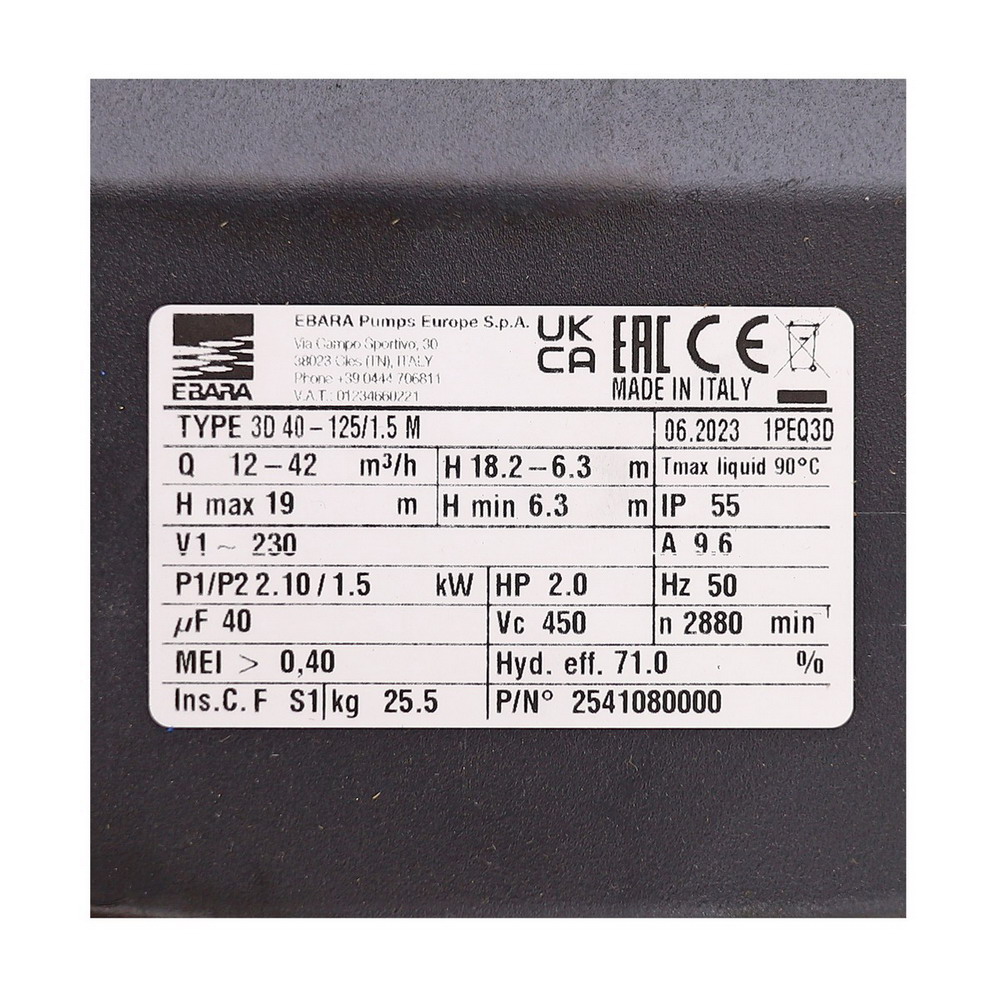 EBARA
EBARA Pumps Europe S.p.A.
Via Campo Sportivo, 30
38023 Cles (TN), ITALY
Phone +39 0444 706811
V.A.T.: 01234660221
UK
CA
EAC CE
MADE IN ITALY
TYPE 3D 40-125/1.5 M 06.2023 1PEQ3D
Q 12-42 m³/h H 18.2-6.3 m Tmax liquid 90°C
H max 19 m H min 6.3 m IP 55
V1 ~ 230 A 9.6
P1/P2 2.10 / 1.5 kW HP 2.0 Hz 50
µF 40 Vc 450 n 2880 min⁻¹
MEI > 0,40 Hyd. eff. 71.0 %
Ins.C. F S1 kg 25.5 P/N° 2541080000